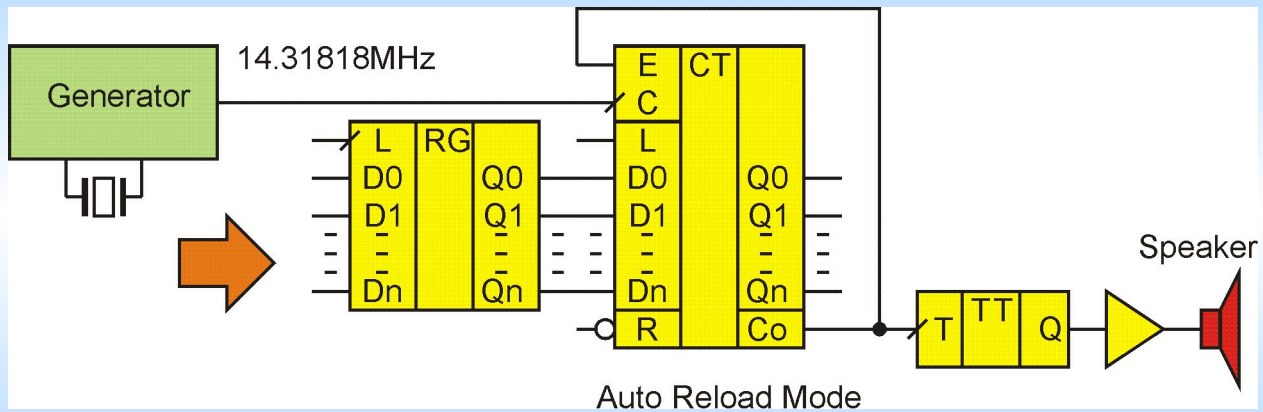 14.31818MHz
Generator
E CT
C
L RG
D0 Q0
D1 Q1
Dn Qn
L
D0 Q0
D1 Q1
Dn Qn
R Co
T TT Q
Speaker
Auto Reload Mode